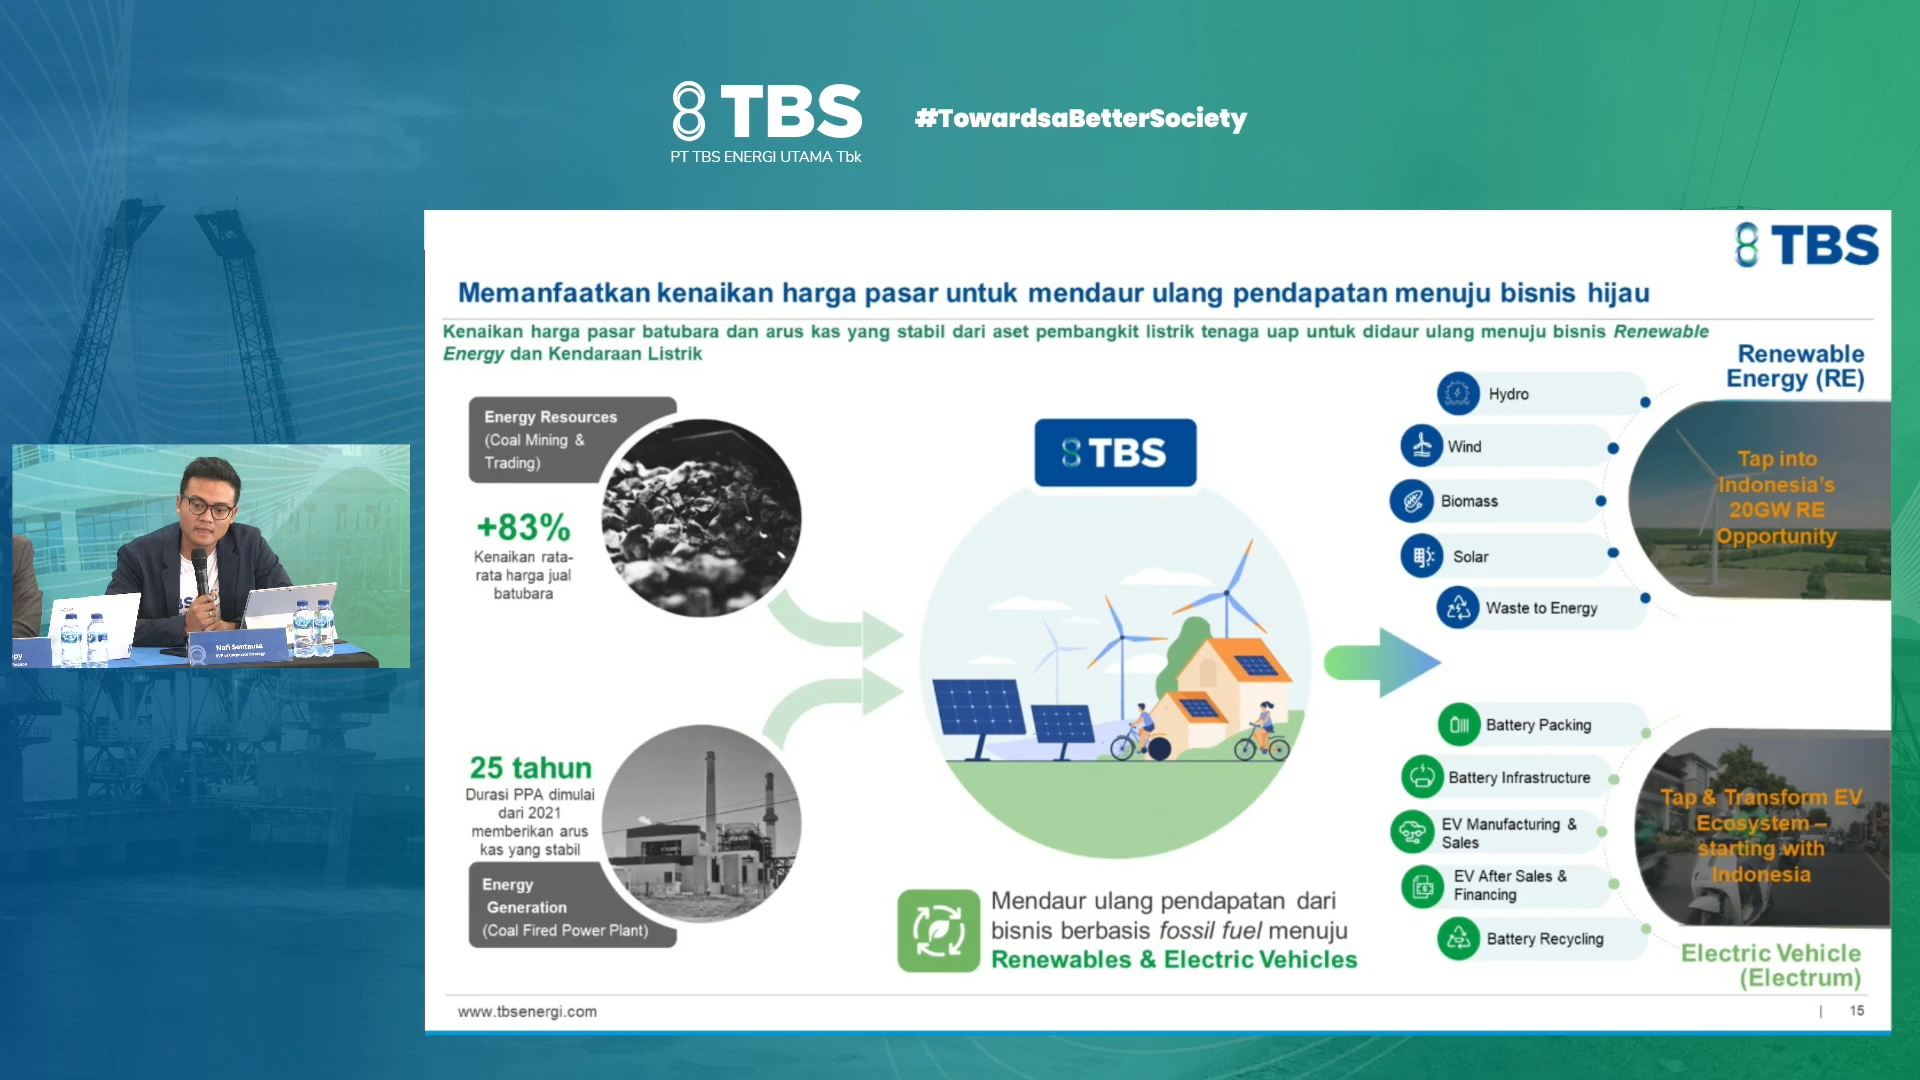 TBS
PT TBS ENERGI UTAMA Tbk
#TowardsaBetterSociety
TBS
Memanfaatkan kenaikan harga pasar untuk mendaur ulang pendapatan menuju bisnis hijau
Kenaikan harga pasar batubara dan arus kas yang stabil dari aset pembangkit listrik tenaga uap untuk didaur ulang menuju bisnis Renewable
Energy dan Kendaraan Listrik
Energy Resources
(Coal Mining &
Trading)
+83%
Kenaikan rata-
rata harga jual
batubara
25 tahun
Durasi PPA dimulai
dari 2021
memberikan arus
kas yang stabil
Energy
Generation
(Coal Fired Power Plant)
TBS
Mendaur ulang pendapatan dari
bisnis berbasis fossil fuel menuju
Renewables & Electric Vehicles
Renewable
Energy (RE)
Hydro
Wind
Biomass
Solar
Waste to Energy
Tap into
Indonesia's
20GW RE
Opportunity
Battery Packing
Battery Infrastructure
EV Manufacturing &
Sales
EV After Sales &
Financing
Battery Recycling
Tap & Transform EV
Ecosystem –
starting with
Indonesia
Electric Vehicle
(Electrum)
www.tbsenergi.com
| 15
Nafi Sentausa